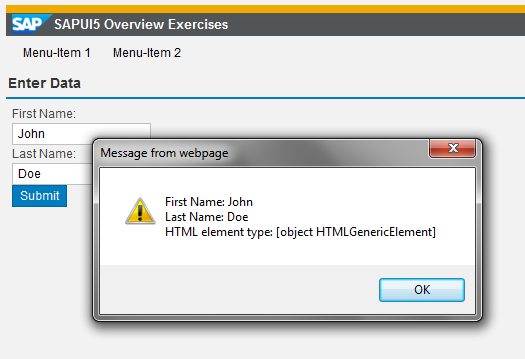 SAP SAPUI5 Overview Exercises
Menu-Item 1 Menu-Item 2
Enter Data
First Name:
John
Last Name:
Doe
Submit
Message from webpage
First Name: John
Last Name: Doe
HTML element type: [object HTMLGenericElement]
OK